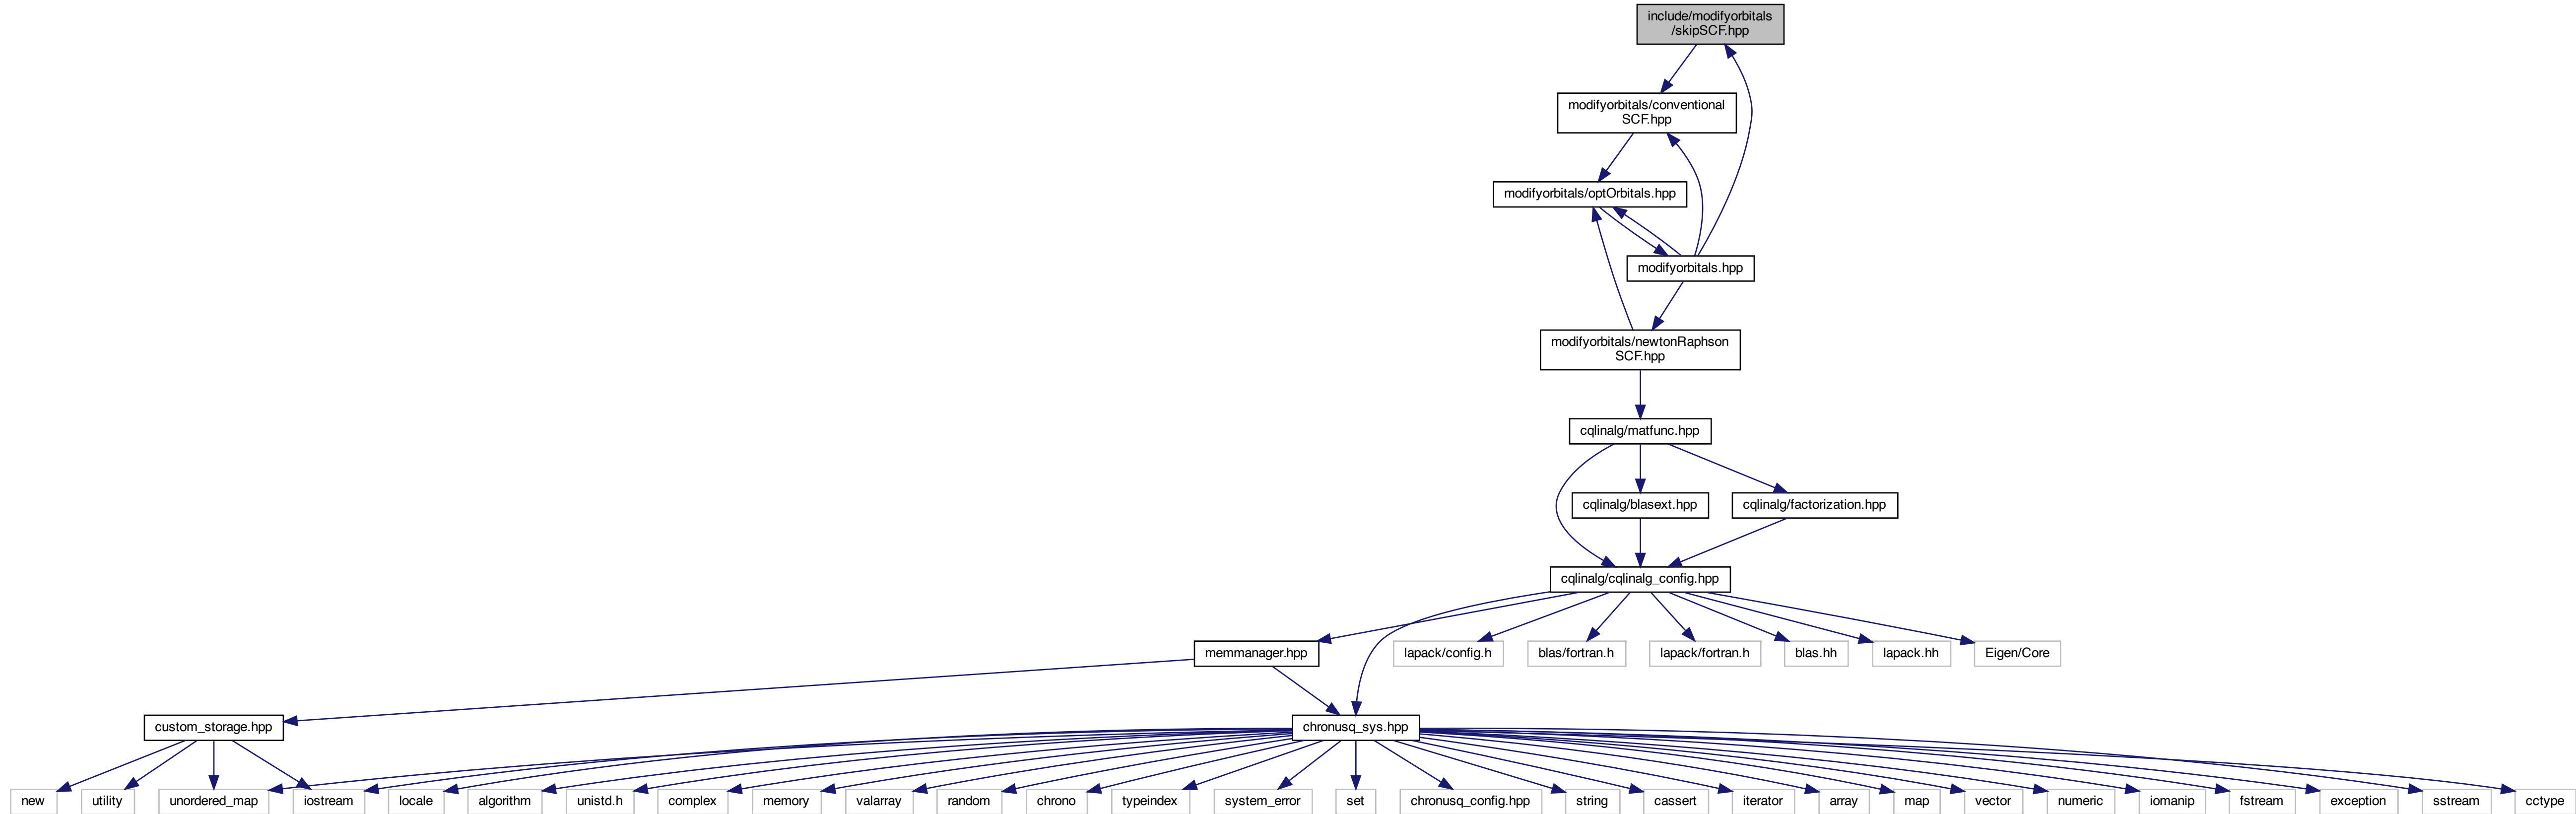 include/modifyorbitals
/skipSCF.hpp
modifyorbitals/conventional
SCF.hpp
modifyorbitals/optOrbitals.hpp
modifyorbitals.hpp
modifyorbitals/newtonRaphson
SCF.hpp
cqlinalg/matfunc.hpp
cqlinalg/blasext.hpp
cqlinalg/factorization.hpp
cqlinalg/cqlinalg_config.hpp
memmanager.hpp
lapack/config.h
blas/fortran.h
lapack/fortran.h
blas.hh
lapack.hh
Eigen/Core
custom_storage.hpp
chronusq_sys.hpp
new
utility
unordered_map
iostream
locale
algorithm
unistd.h
complex
memory
valarray
random
chrono
typeindex
system_error
set
chronusq_config.hpp
string
cassert
iterator
array
map
vector
numeric
iomanip
fstream
exception
sstream
cctype